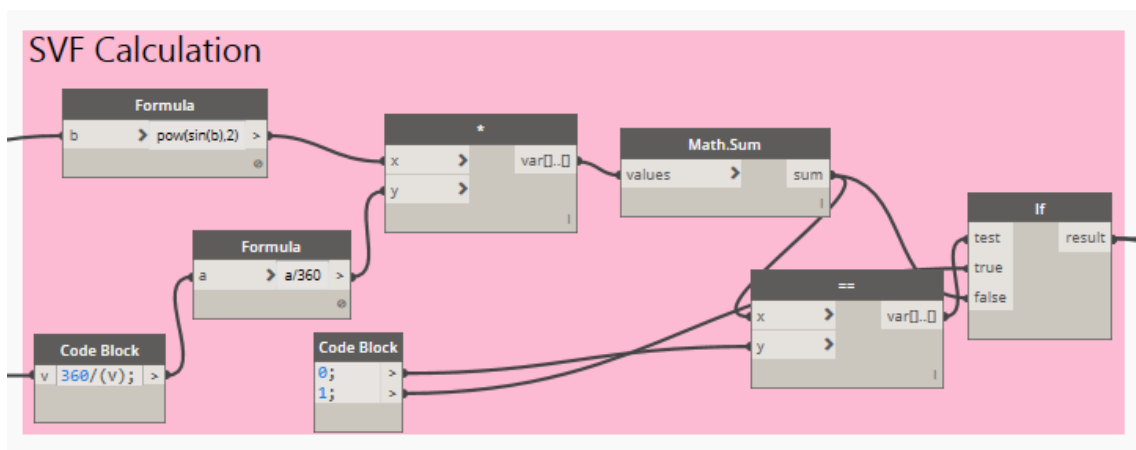 SVF Calculation
Formula
b > pow(sin(b),2) >
*
x > var[]..[]
y >
Math.Sum
values > sum
If
test result
true
false
Formula
a > a/360 >
==
x > var[]..[]
y >
Code Block
v 360/(v); >
Code Block
0; >
1; >